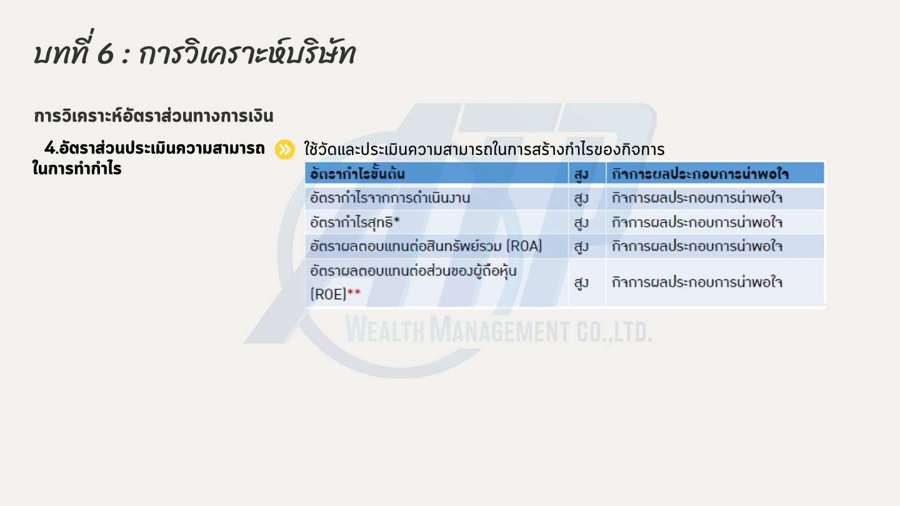 บทที่ 6 : การวิเคราะห์บริษัท
การวิเคราะห์อัตราส่วนทางการเงิน
4.อัตราส่วนประเมินความสามารถ
ในการทำกำไร
ใช้วัดและประเมินความสามารถในการสร้างกำไรของกิจการ
อัตรากำไรขั้นต้น สูง กิจการผลประกอบการน่าพอใจ
อัตรากำไรจากการดำเนินงาน สูง กิจการผลประกอบการน่าพอใจ
อัตรากำไรสุทธิ* สูง กิจการผลประกอบการน่าพอใจ
อัตราผลตอบแทนต่อสินทรัพย์รวม (ROA) สูง กิจการผลประกอบการน่าพอใจ
อัตราผลตอบแทนต่อส่วนของผู้ถือหุ้น
(ROE)** สูง กิจการผลประกอบการน่าพอใจ
WEALTH MANAGEMENT CO.,LTD.